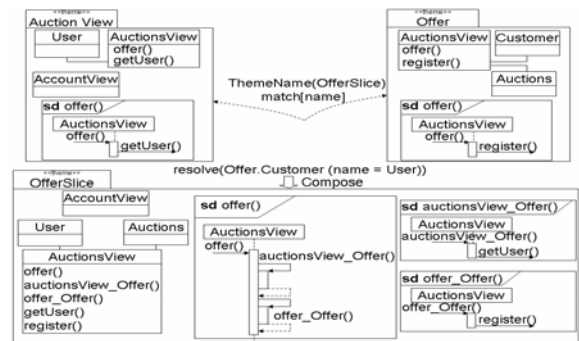 <<theme>>
Auction View
User
AuctionsView
offer()
getUser()
AccountView
sd offer()
AuctionsView
offer()
getUser()
ThemeName(OfferSlice)
match[name]
<<theme>>
Offer
AuctionsView
offer()
register()
Customer
Auctions
sd offer()
AuctionsView
offer()
register()
resolve(Offer.Customer (name = User))
Compose
<<theme>>
OfferSlice
AccountView
User
Auctions
AuctionsView
offer()
auctionsView_Offer()
offer_Offer()
getUser()
register()
sd offer()
AuctionsView
offer()
auctionsView_Offer()
offer_Offer()
sd auctionsView_Offer()
AuctionsView
auctionsView_Offer()
getUser()
sd offer_Offer()
AuctionsView
offer_Offer()
register()